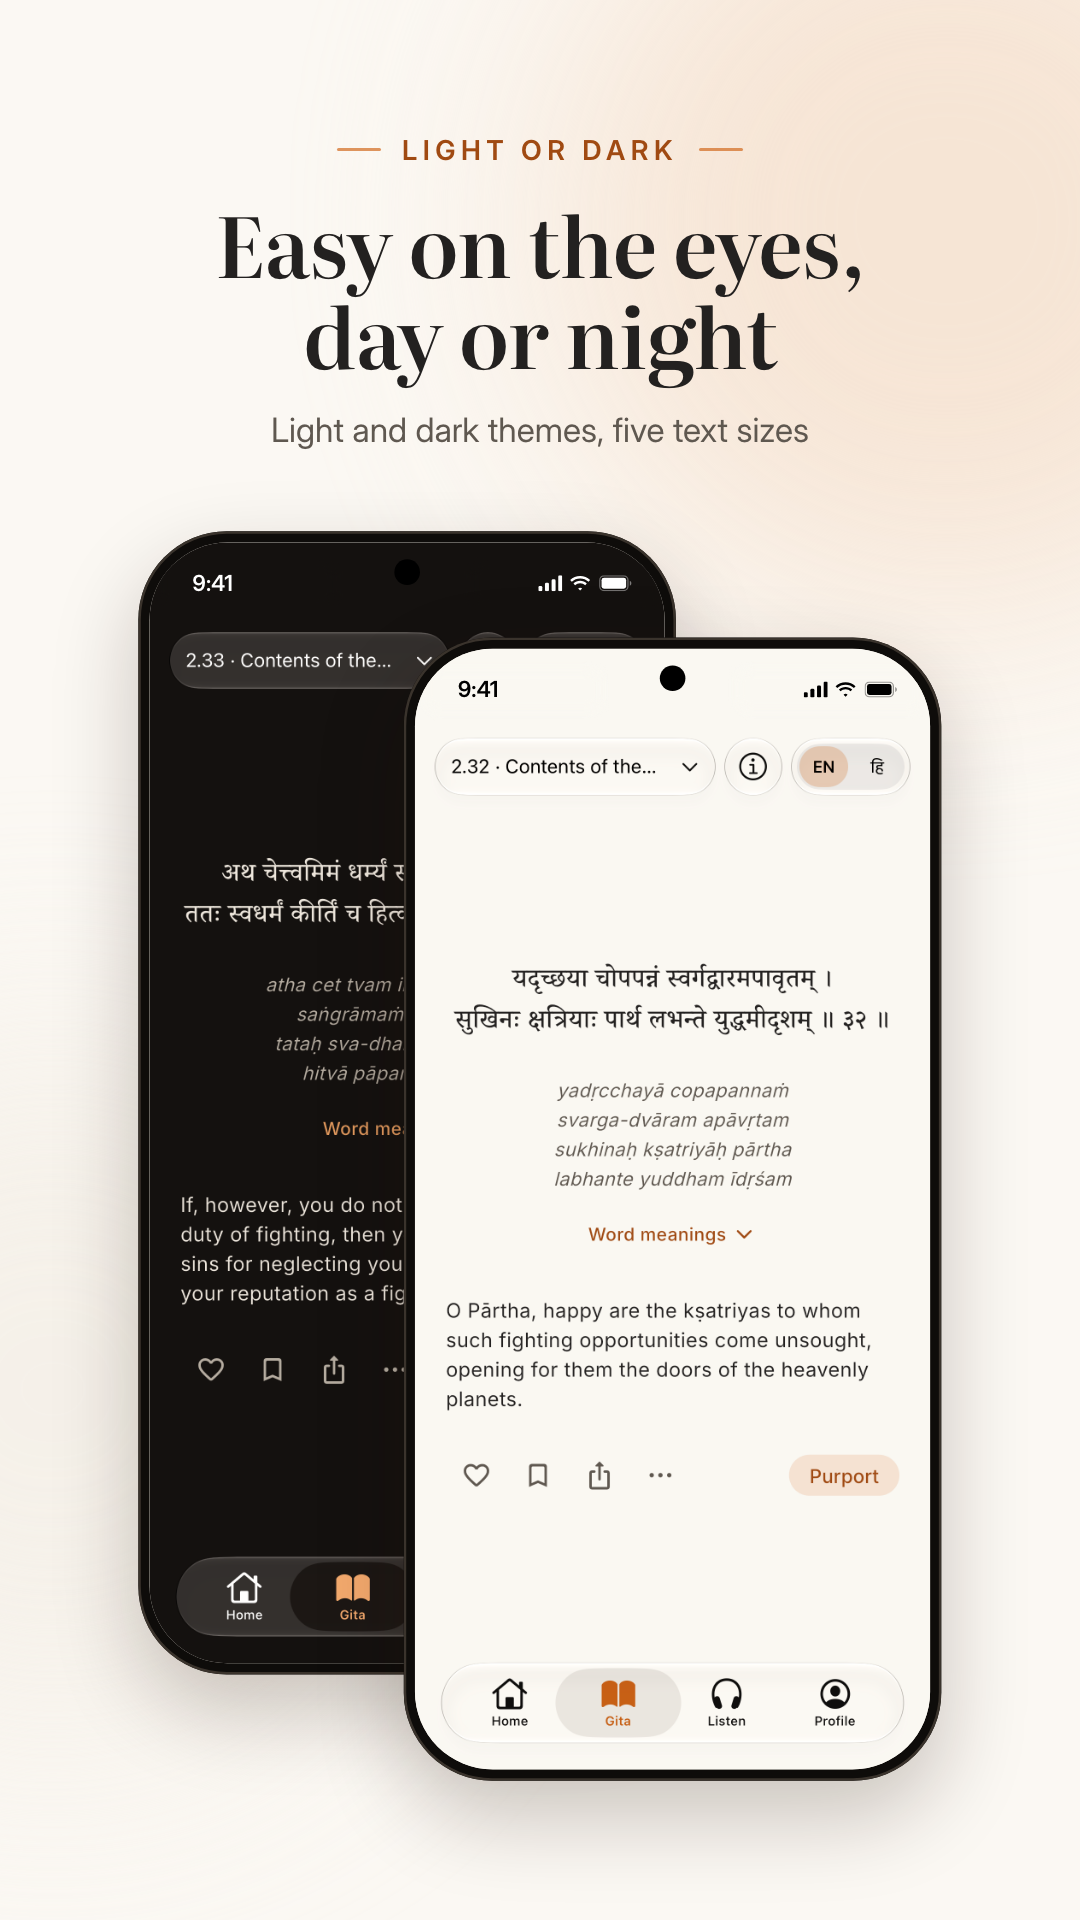 LIGHT OR DARK
Easy on the eyes,
day or night
Light and dark themes, five text sizes
9:41
2.33 · Contents of the...
अथ चेत्त्वमिमं धर्म्यं
ततः स्वधर्मं कीर्तिं च
atha cet tvam
saṅgrāmaṁ
tataḥ sva-dha
hitvā pāpa
Word mea
If, however, you do not
duty of fighting, then y
sins for neglecting you
your reputation as a fig
Home
Gita
9:41
2.32 · Contents of the...
EN
हि
यदृच्छया चोपपन्नं स्वर्गद्वारमपावृतम् ।
सुखिनः क्षत्रियाः पार्थ लभन्ते युद्धमीदृशम् ॥ ३२ ॥
yadṛcchayā copapannaṁ
svarga-dvāram apāvṛtam
sukhinaḥ kṣatriyāḥ pārtha
labhante yuddham īdṛśam
Word meanings
O Pārtha, happy are the kṣatriyas to whom
such fighting opportunities come unsought,
opening for them the doors of the heavenly
planets.
Purport
Home
Gita
Listen
Profile